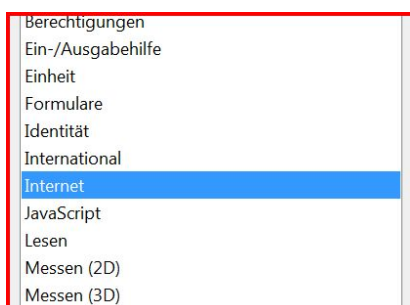 Berechtigungen
Ein-/Ausgabehilfe
Einheit
Formulare
Identität
International
Internet
JavaScript
Lesen
Messen (2D)
Messen (3D)